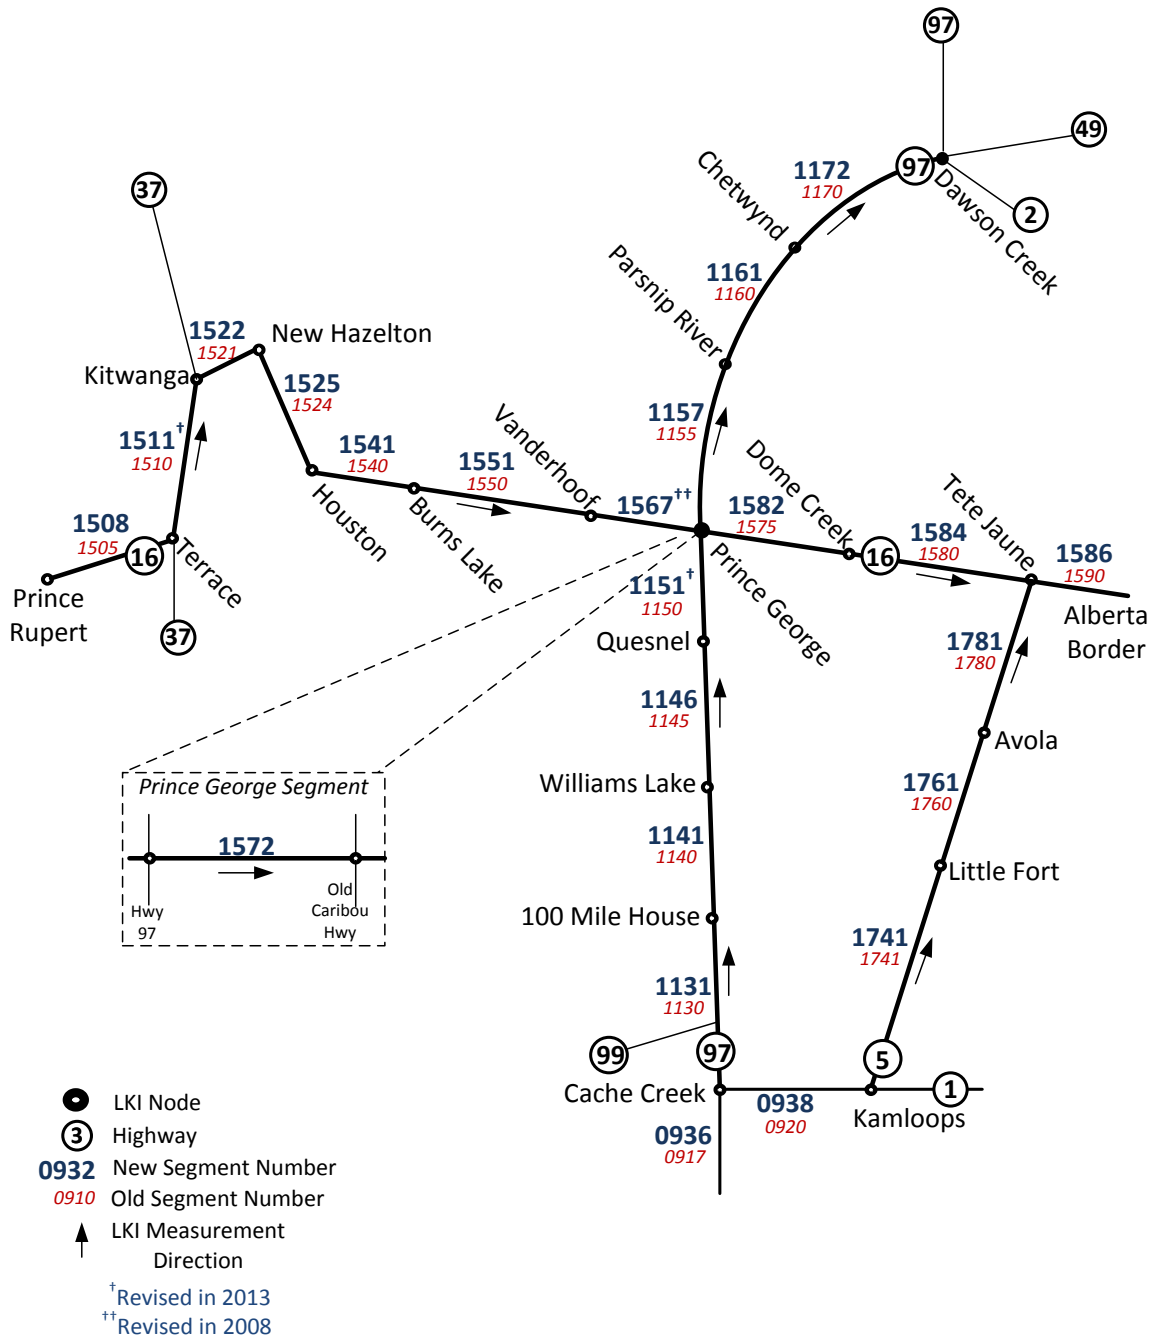 97
49
2
97
Dawson Creek
1172
1170
Chetwynd
37
1161
1160
Parsnip River
1522
1521
New Hazelton
Kitwanga
1525
1524
1157
1155
Vanderhoof
1511†
1510
1541
1540
1551
1550
Dome Creek
Tete Jaune
1567††
1582
1575
1584
1580
1586
1590
1508
1505
16
Terrace
Houston
Burns Lake
Prince George
16
Prince
Rupert
37
1151†
1150
Alberta
Border
Quesnel
1781
1780
1146
1145
Avola
Williams Lake
1761
1760
Prince George Segment
1572
Hwy
97
Old
Caribou
Hwy
1141
1140
Little Fort
100 Mile House
1741
1741
1131
1130
99
97
5
Cache Creek
1
0938
0920
Kamloops
0936
0917
LKI Node
3 Highway
0932 New Segment Number
0910 Old Segment Number
LKI Measurement
Direction
†Revised in 2013
††Revised in 2008